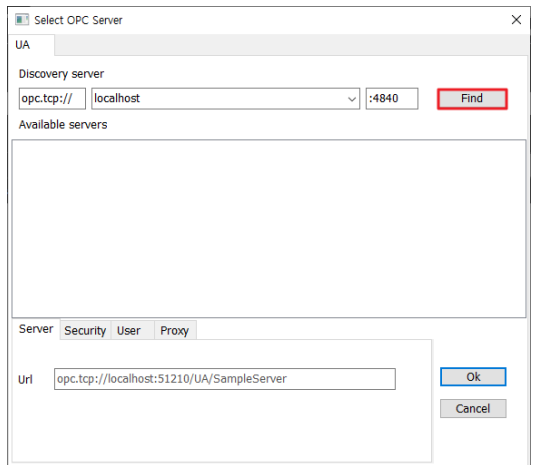 Select OPC Server
UA
Discovery server
opc.tcp:// localhost :4840 Find
Available servers
Server Security User Proxy
Url opc.tcp://localhost:51210/UA/SampleServer Ok
Cancel